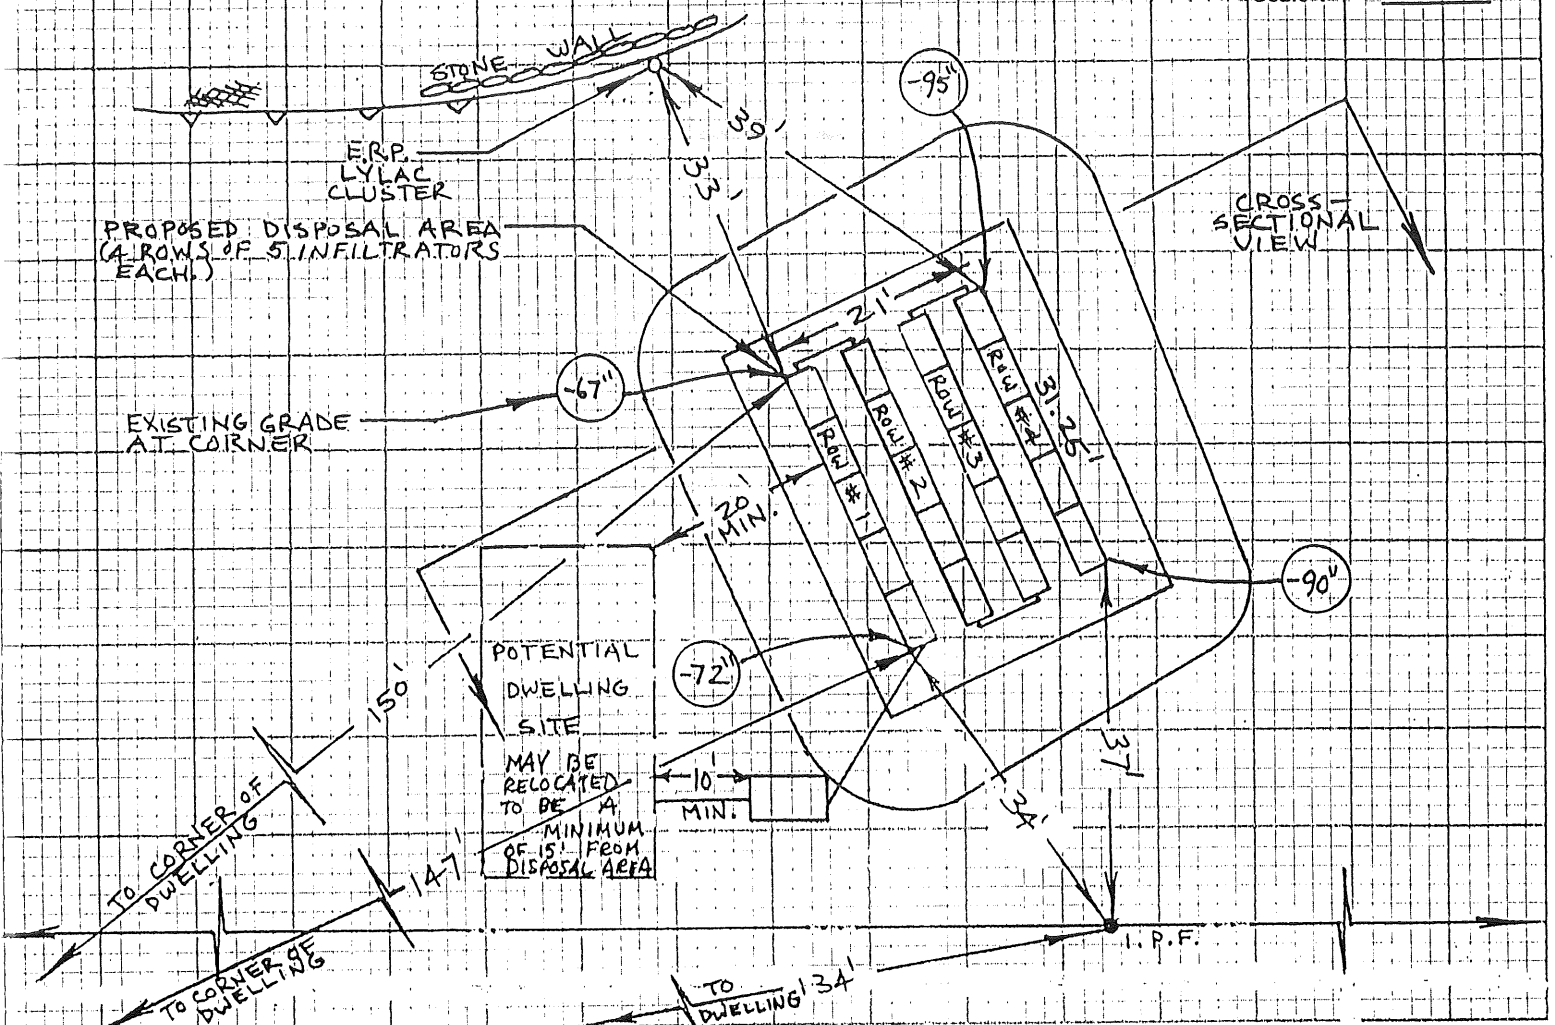 STONE WALL
-95"
39'
33'
E.R.P.
LYLAC
CLUSTER
CROSS-
SECTIONAL
VIEW
PROPOSED DISPOSAL AREA
(4 ROWS OF 5 INFILTRATORS
EACH.)
21'
-67"
EXISTING GRADE
AT CORNER
ROW #1
ROW #2
ROW #3
ROW #4
31.25'
20'
MIN.
-90"
-72"
POTENTIAL
DWELLING
SITE
MAY BE
RELOCATED
TO BE A
MINIMUM
OF 15' FROM
DISPOSAL AREA
150'
10'
MIN.
37'
34'
TO CORNER OF
DWELLING
147'
TO CORNER OF
DWELLING
I.P.F.
TO
DWELLING
134'